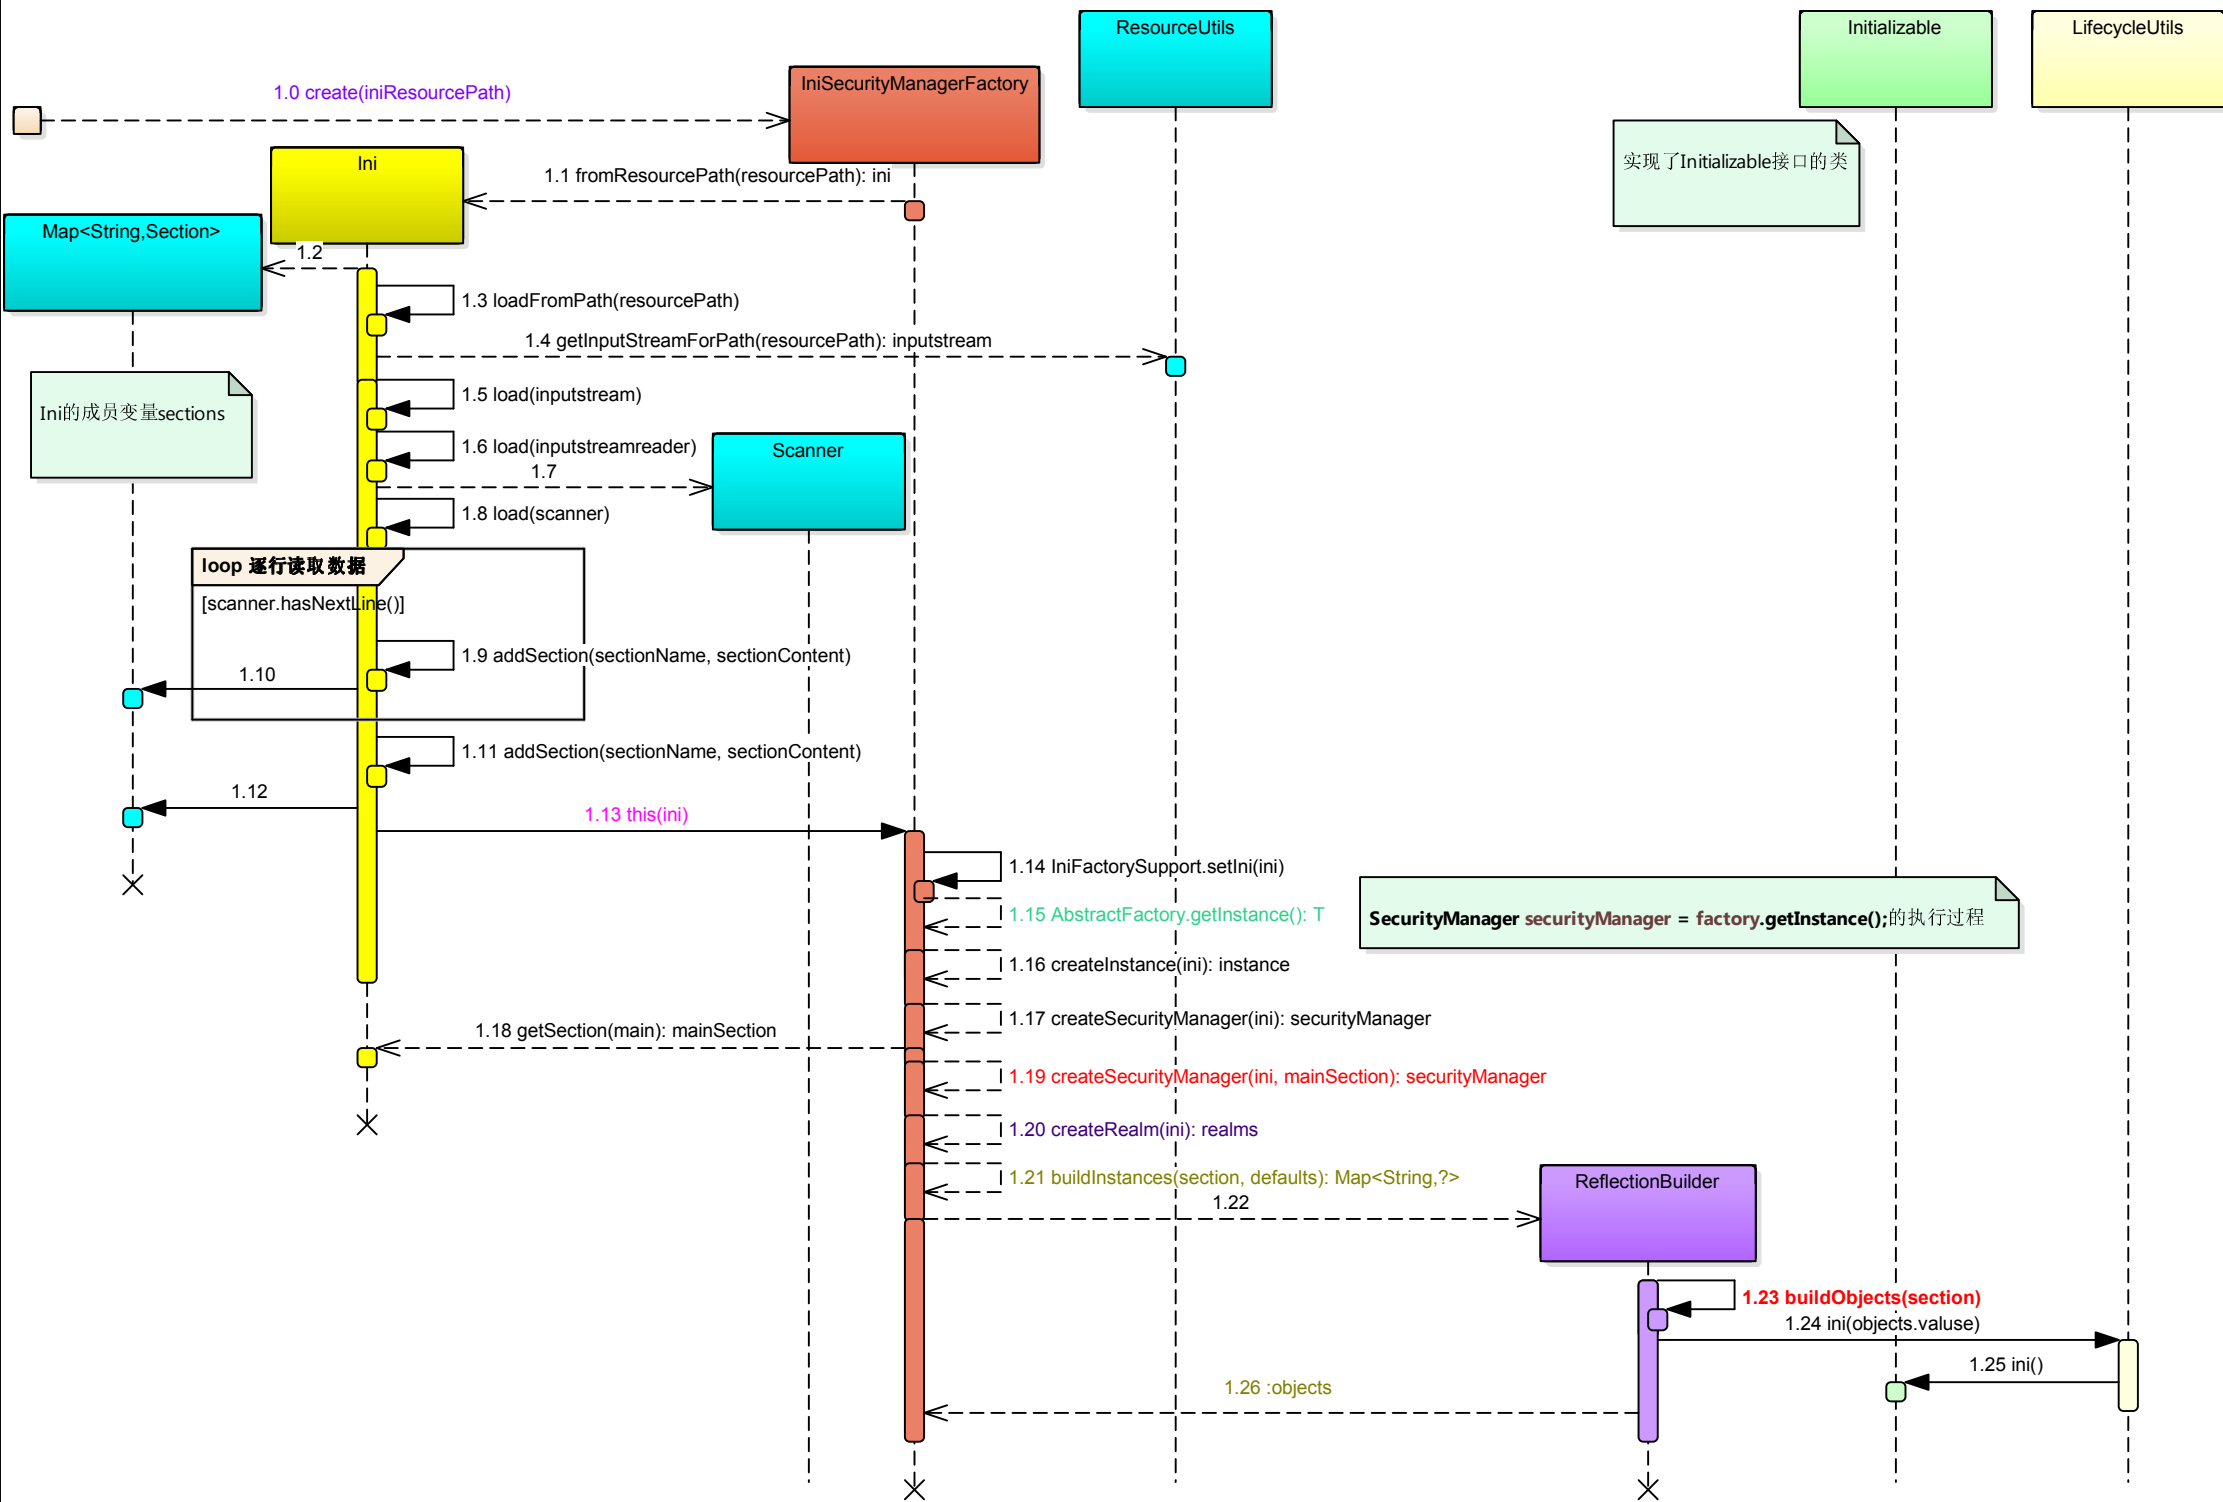 ResourceUtils
Initializable
LifecycleUtils
IniSecurityManagerFactory
1.0 create(iniResourcePath)
实现了Initializable接口的类
Ini
1.1 fromResourcePath(resourcePath): ini
Map<String,Section>
1.2
1.3 loadFromPath(resourcePath)
1.4 getInputStreamForPath(resourcePath): inputstream
Ini的成员变量sections
1.5 load(inputstream)
1.6 load(inputstreamreader)
Scanner
1.7
1.8 load(scanner)
loop 逐行读取数据
[scanner.hasNextLine()]
1.9 addSection(sectionName, sectionContent)
1.10
1.11 addSection(sectionName, sectionContent)
1.12
1.13 this(ini)
1.14 IniFactorySupport.setIni(ini)
1.15 AbstractFactory.getInstance(): T
SecurityManager securityManager = factory.getInstance();的执行过程
1.16 createInstance(ini): instance
1.17 createSecurityManager(ini): securityManager
1.18 getSection(main): mainSection
1.19 createSecurityManager(ini, mainSection): securityManager
1.20 createRealm(ini): realms
1.21 buildInstances(section, defaults): Map<String,?>
ReflectionBuilder
1.22
1.23 buildObjects(section)
1.24 ini(objects.valuse)
1.25 ini()
1.26 :objects